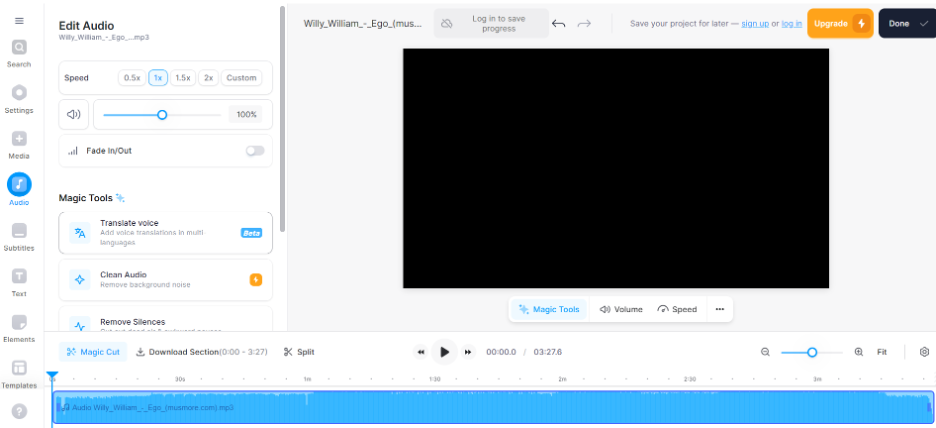 Edit Audio
Willy_William_-_Ego_...mp3
Willy_William_-_Ego_(mus...
Log in to save
progress
Save your project for later — sign up or log in
Upgrade
Done
Search
Settings
Media
Audio
Subtitles
Text
Elements
Templates
Speed
0.5x
1x
1.5x
2x
Custom
100%
Fade In/Out
Magic Tools
Translate voice
Add voice translations in multi
languages
Beta
Clean Audio
Remove background noise
Remove Silences
Magic Tools
Volume
Speed
Magic Cut
Download Section(0:00 - 3:27)
Split
00:00.0 / 03:27.6
Fit
30s
1m
1:30
2m
2:30
3m
Audio Willy_William_-_Ego_(musmore.com).mp3